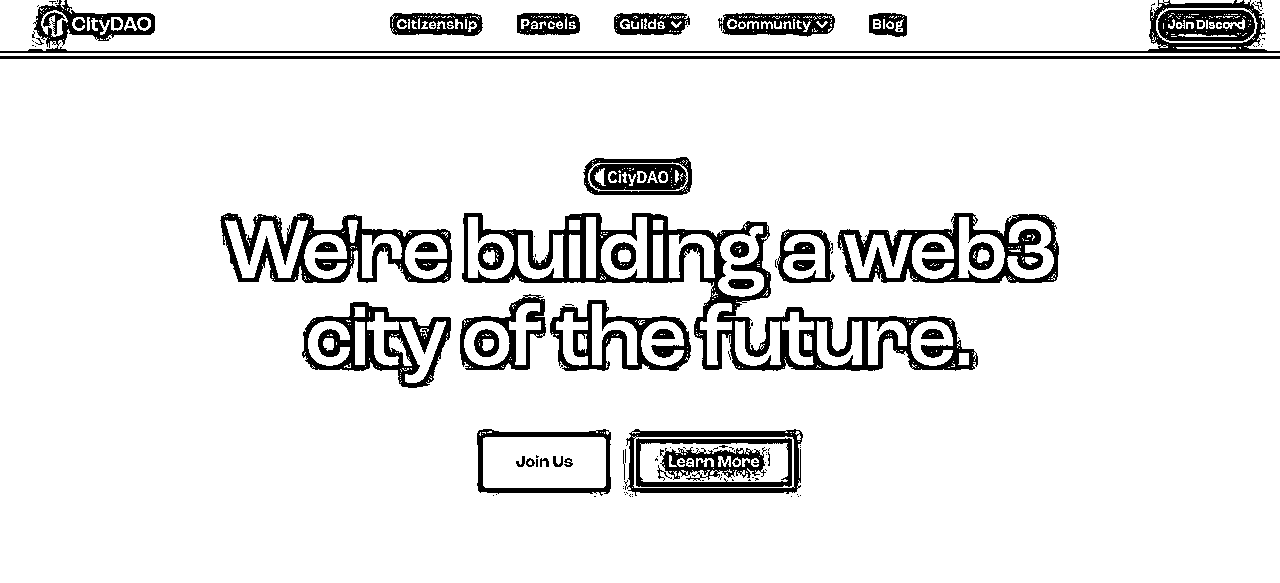 CityDAO
Citizenship
Parcels
Guilds
Community
Blog
Join Discord
CityDAO
We're building a web3
city of the future.
Join Us
Learn More